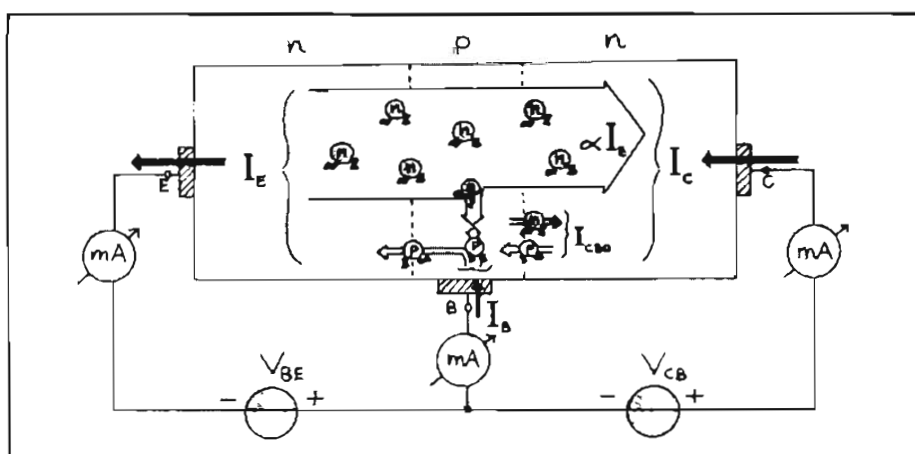 n p n
n n n n n n n
I_E αI_E I_C
n
p p p I_CBO
E C
mA mA
B I_B
mA
V_BE V_CB
− + − +